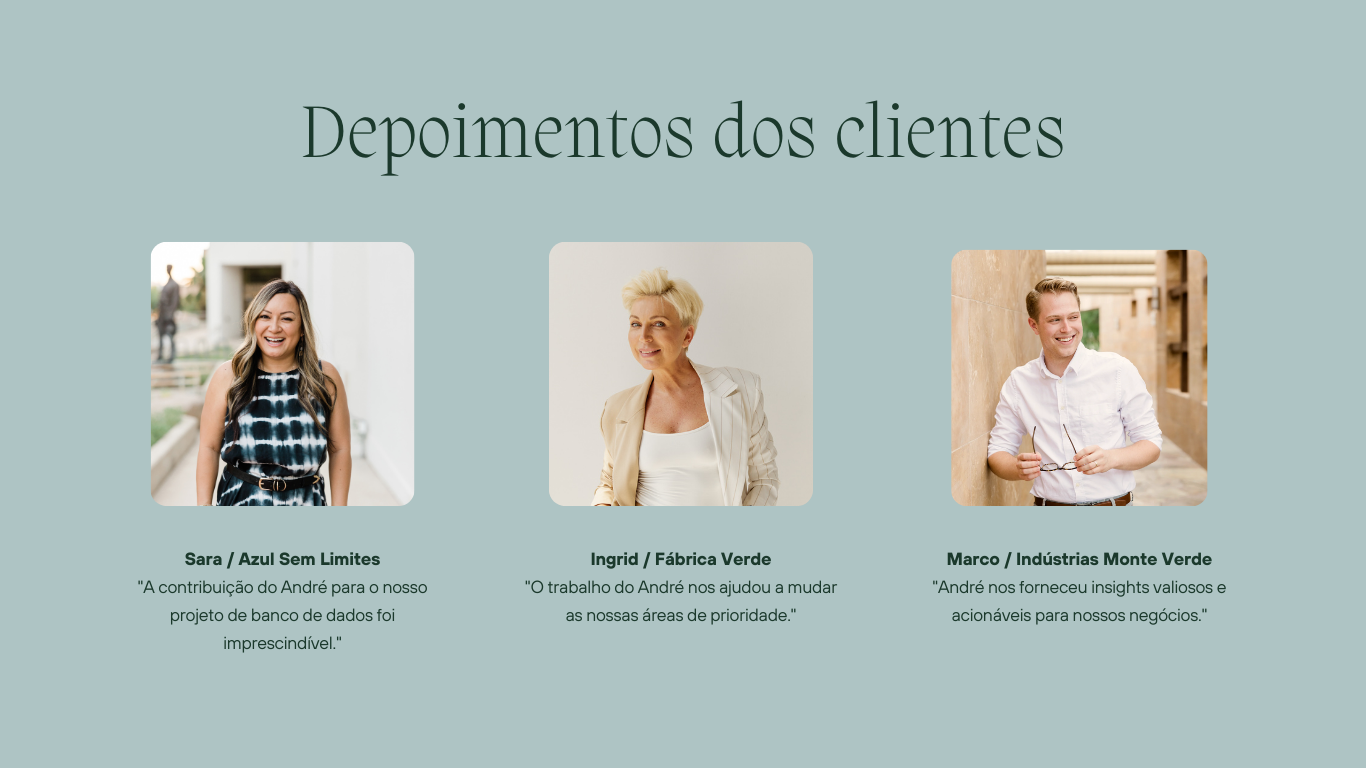 Depoimentos dos clientes
Sara / Azul Sem Limites
"A contribuição do André para o nosso
projeto de banco de dados foi
imprescindível."
Ingrid / Fábrica Verde
"O trabalho do André nos ajudou a mudar
as nossas áreas de prioridade."
Marco / Indústrias Monte Verde
"André nos forneceu insights valiosos e
acionáveis para nossos negócios."